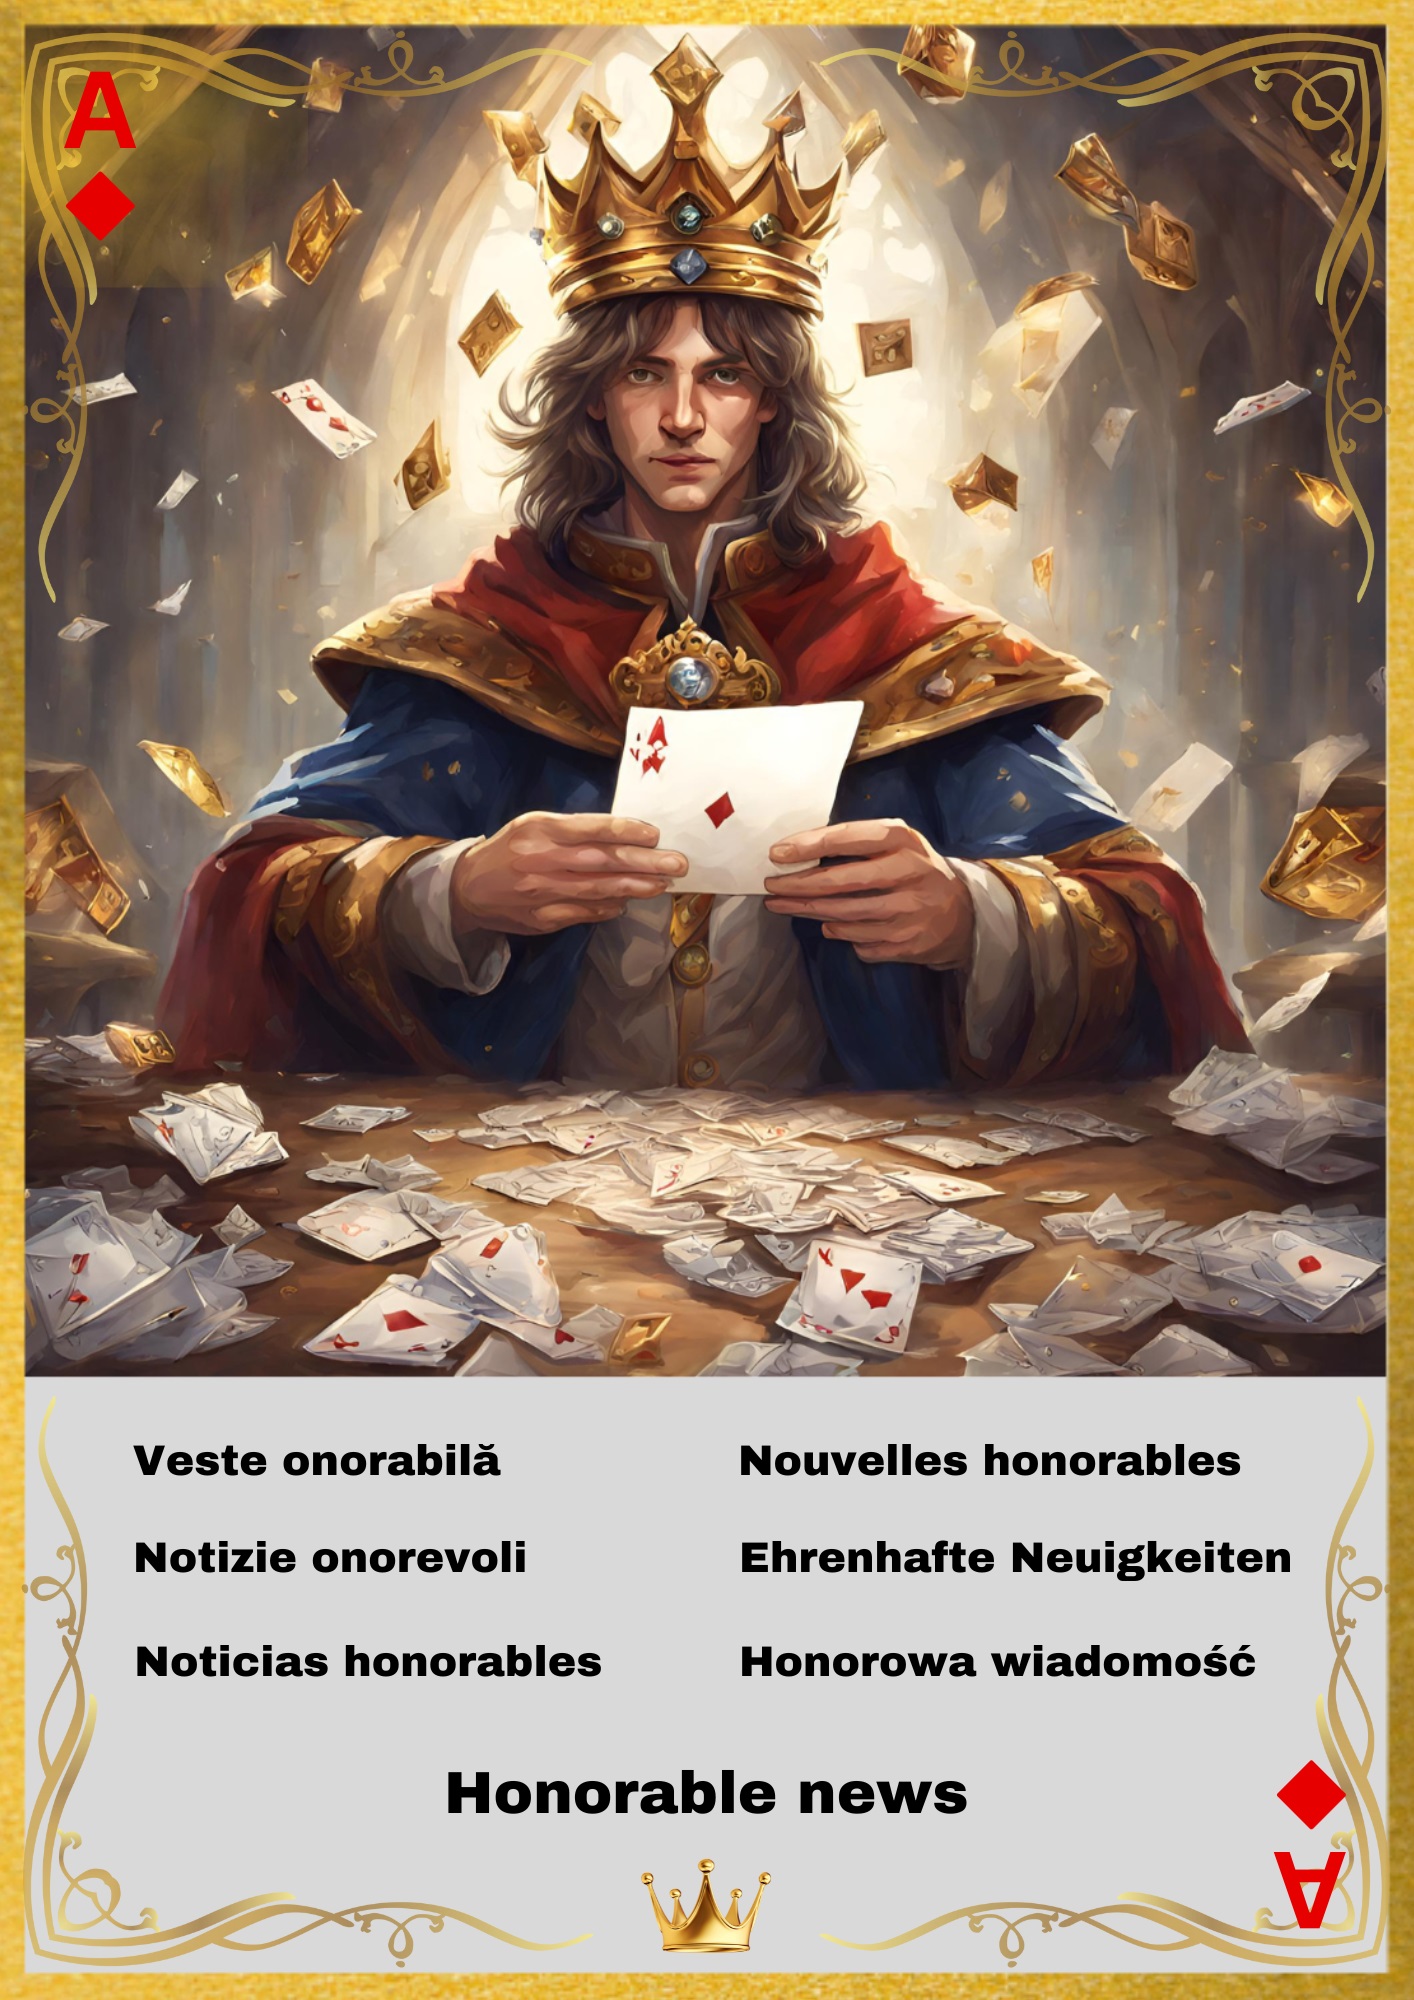 A
Veste onorabilă
Nouvelles honorables
Notizie onorevoli
Ehrenhafte Neuigkeiten
Noticias honorables
Honorowa wiadomość
Honorable news
A